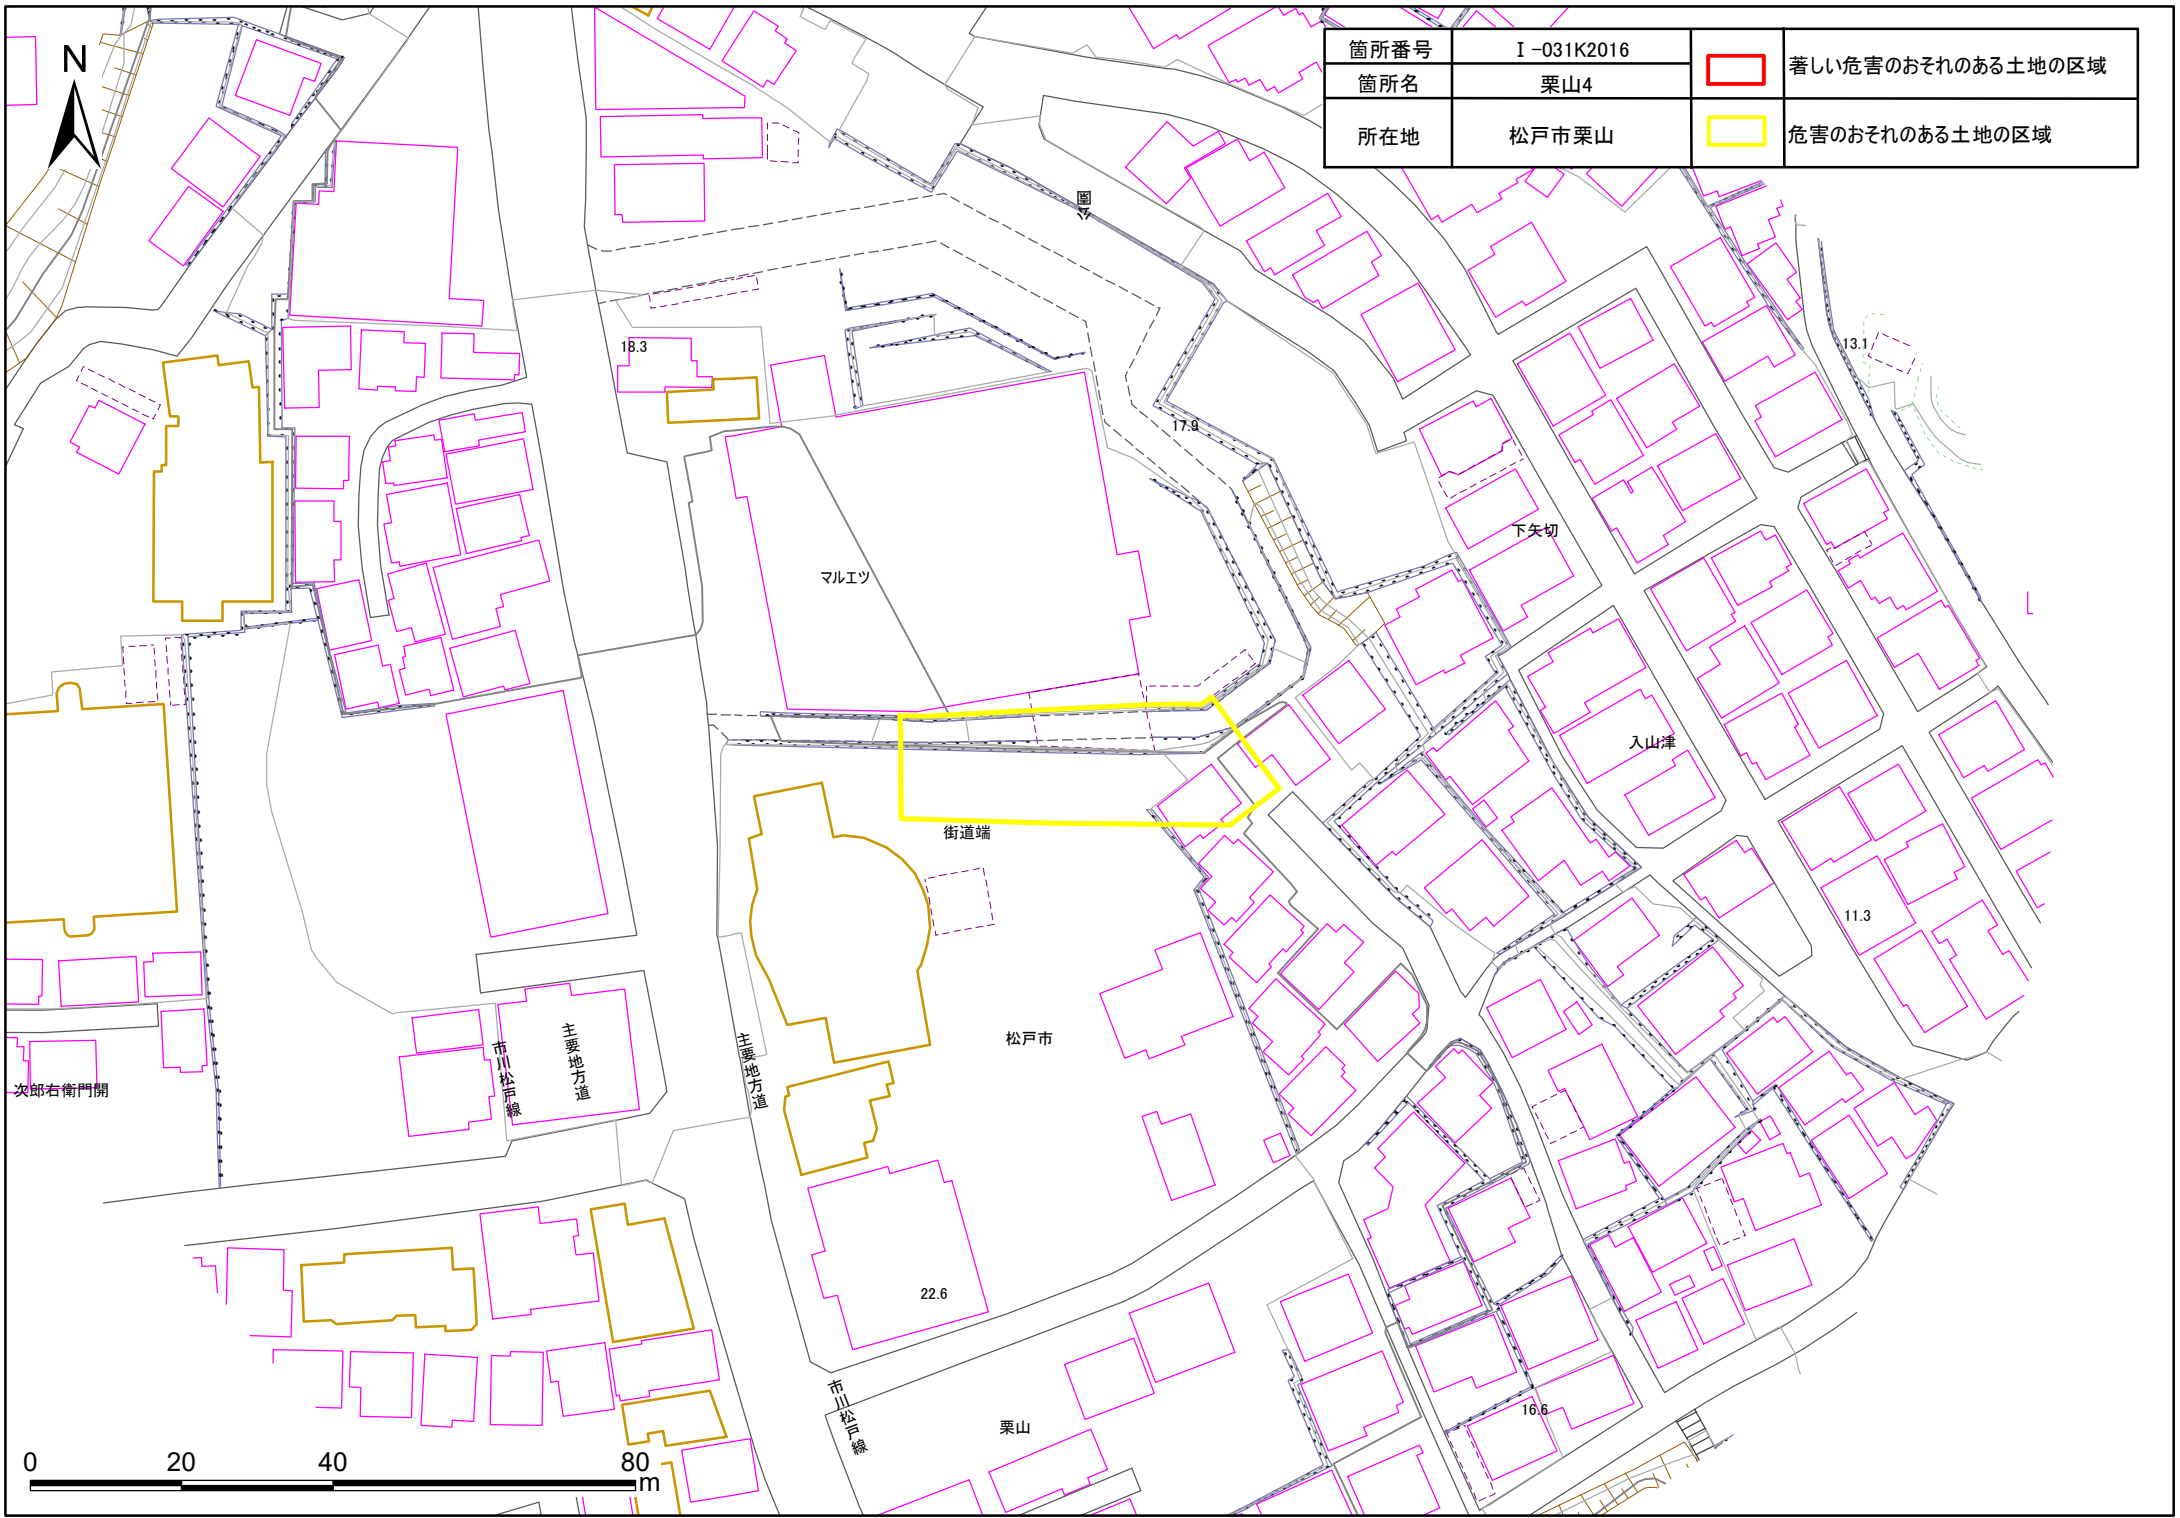 N
箇所番号
Ⅰ-031K2016
著しい危害のおそれのある土地の区域
箇所名
栗山4
所在地
松戸市栗山
危害のおそれのある土地の区域
公園
18.3
13.1
17.9
下矢切
マルエツ
入山津
街道端
11.3
松戸市
主要地方道
市川松戸線
主要地方道
次郎右衛門開
22.6
市川松戸線
栗山
16.6
0 20 40 80
m